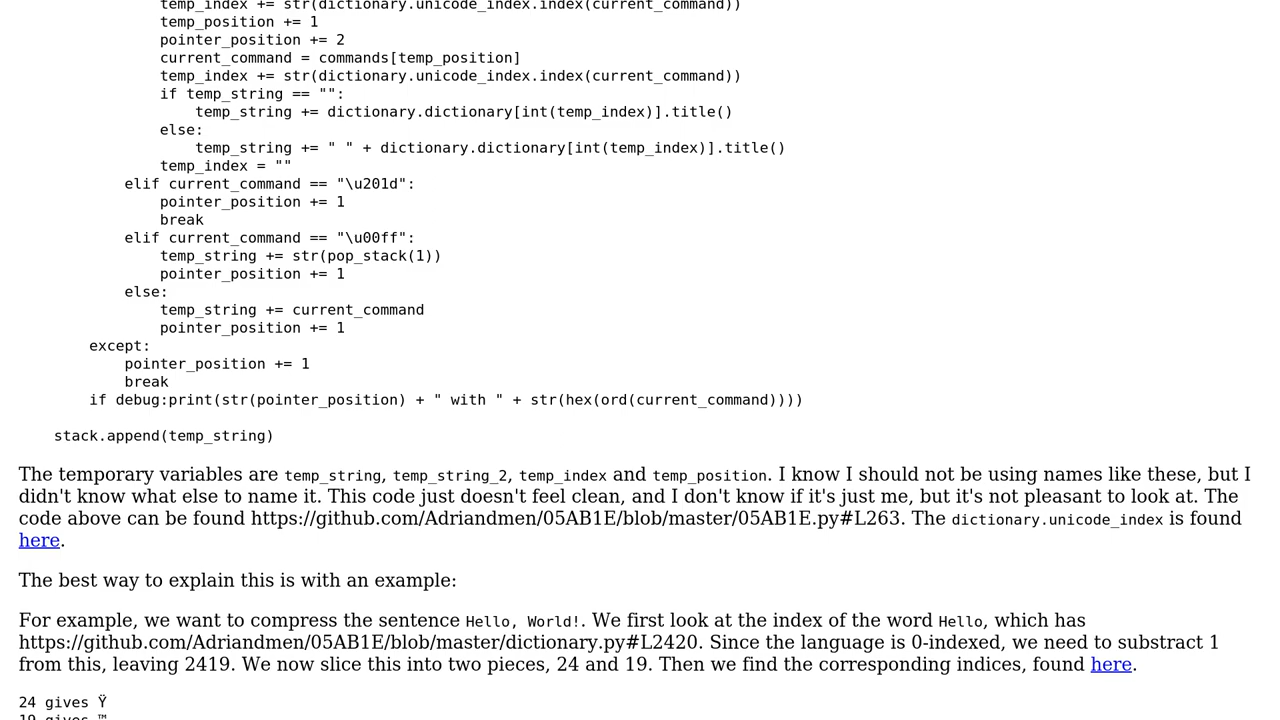 temp_index += str(dictionary.unicode_index.index(current_command))
temp_position += 1
pointer_position += 2
current_command = commands[temp_position]
temp_index += str(dictionary.unicode_index.index(current_command))
if temp_string == "":
temp_string += dictionary.dictionary[int(temp_index)].title()
else:
temp_string += " " + dictionary.dictionary[int(temp_index)].title()
temp_index = ""
elif current_command == "\u201d":
pointer_position += 1
break
elif current_command == "\u00ff":
temp_string += str(pop_stack(1))
pointer_position += 1
else:
temp_string += current_command
pointer_position += 1
except:
pointer_position += 1
break
if debug:print(str(pointer_position) + " with " + str(hex(ord(current_command))))
stack.append(temp_string)
The temporary variables are temp_string, temp_string_2, temp_index and temp_position. I know I should not be using names like these, but I
didn't know what else to name it. This code just doesn't feel clean, and I don't know if it's just me, but it's not pleasant to look at. The
code above can be found https://github.com/Adriandmen/05AB1E/blob/master/05AB1E.py#L263. The dictionary.unicode_index is found
here.
The best way to explain this is with an example:
For example, we want to compress the sentence Hello, World!. We first look at the index of the word Hello, which has
https://github.com/Adriandmen/05AB1E/blob/master/dictionary.py#L2420. Since the language is 0-indexed, we need to substract 1
from this, leaving 2419. We now slice this into two pieces, 24 and 19. Then we find the corresponding indices, found here.
24 gives Ÿ
19 gives ™